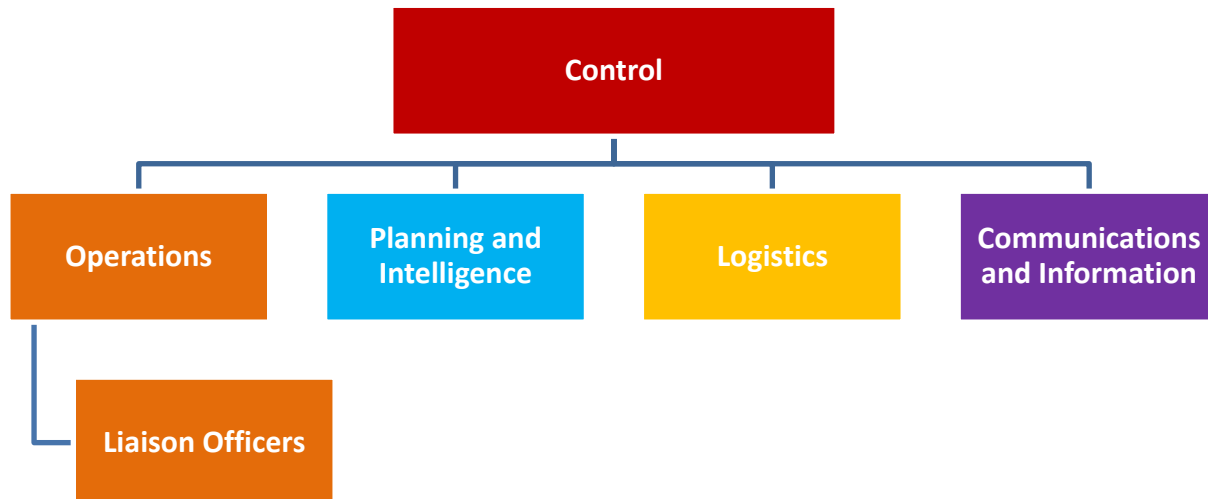 Control
Operations
Planning and
Intelligence
Logistics
Communications
and Information
Liaison Officers